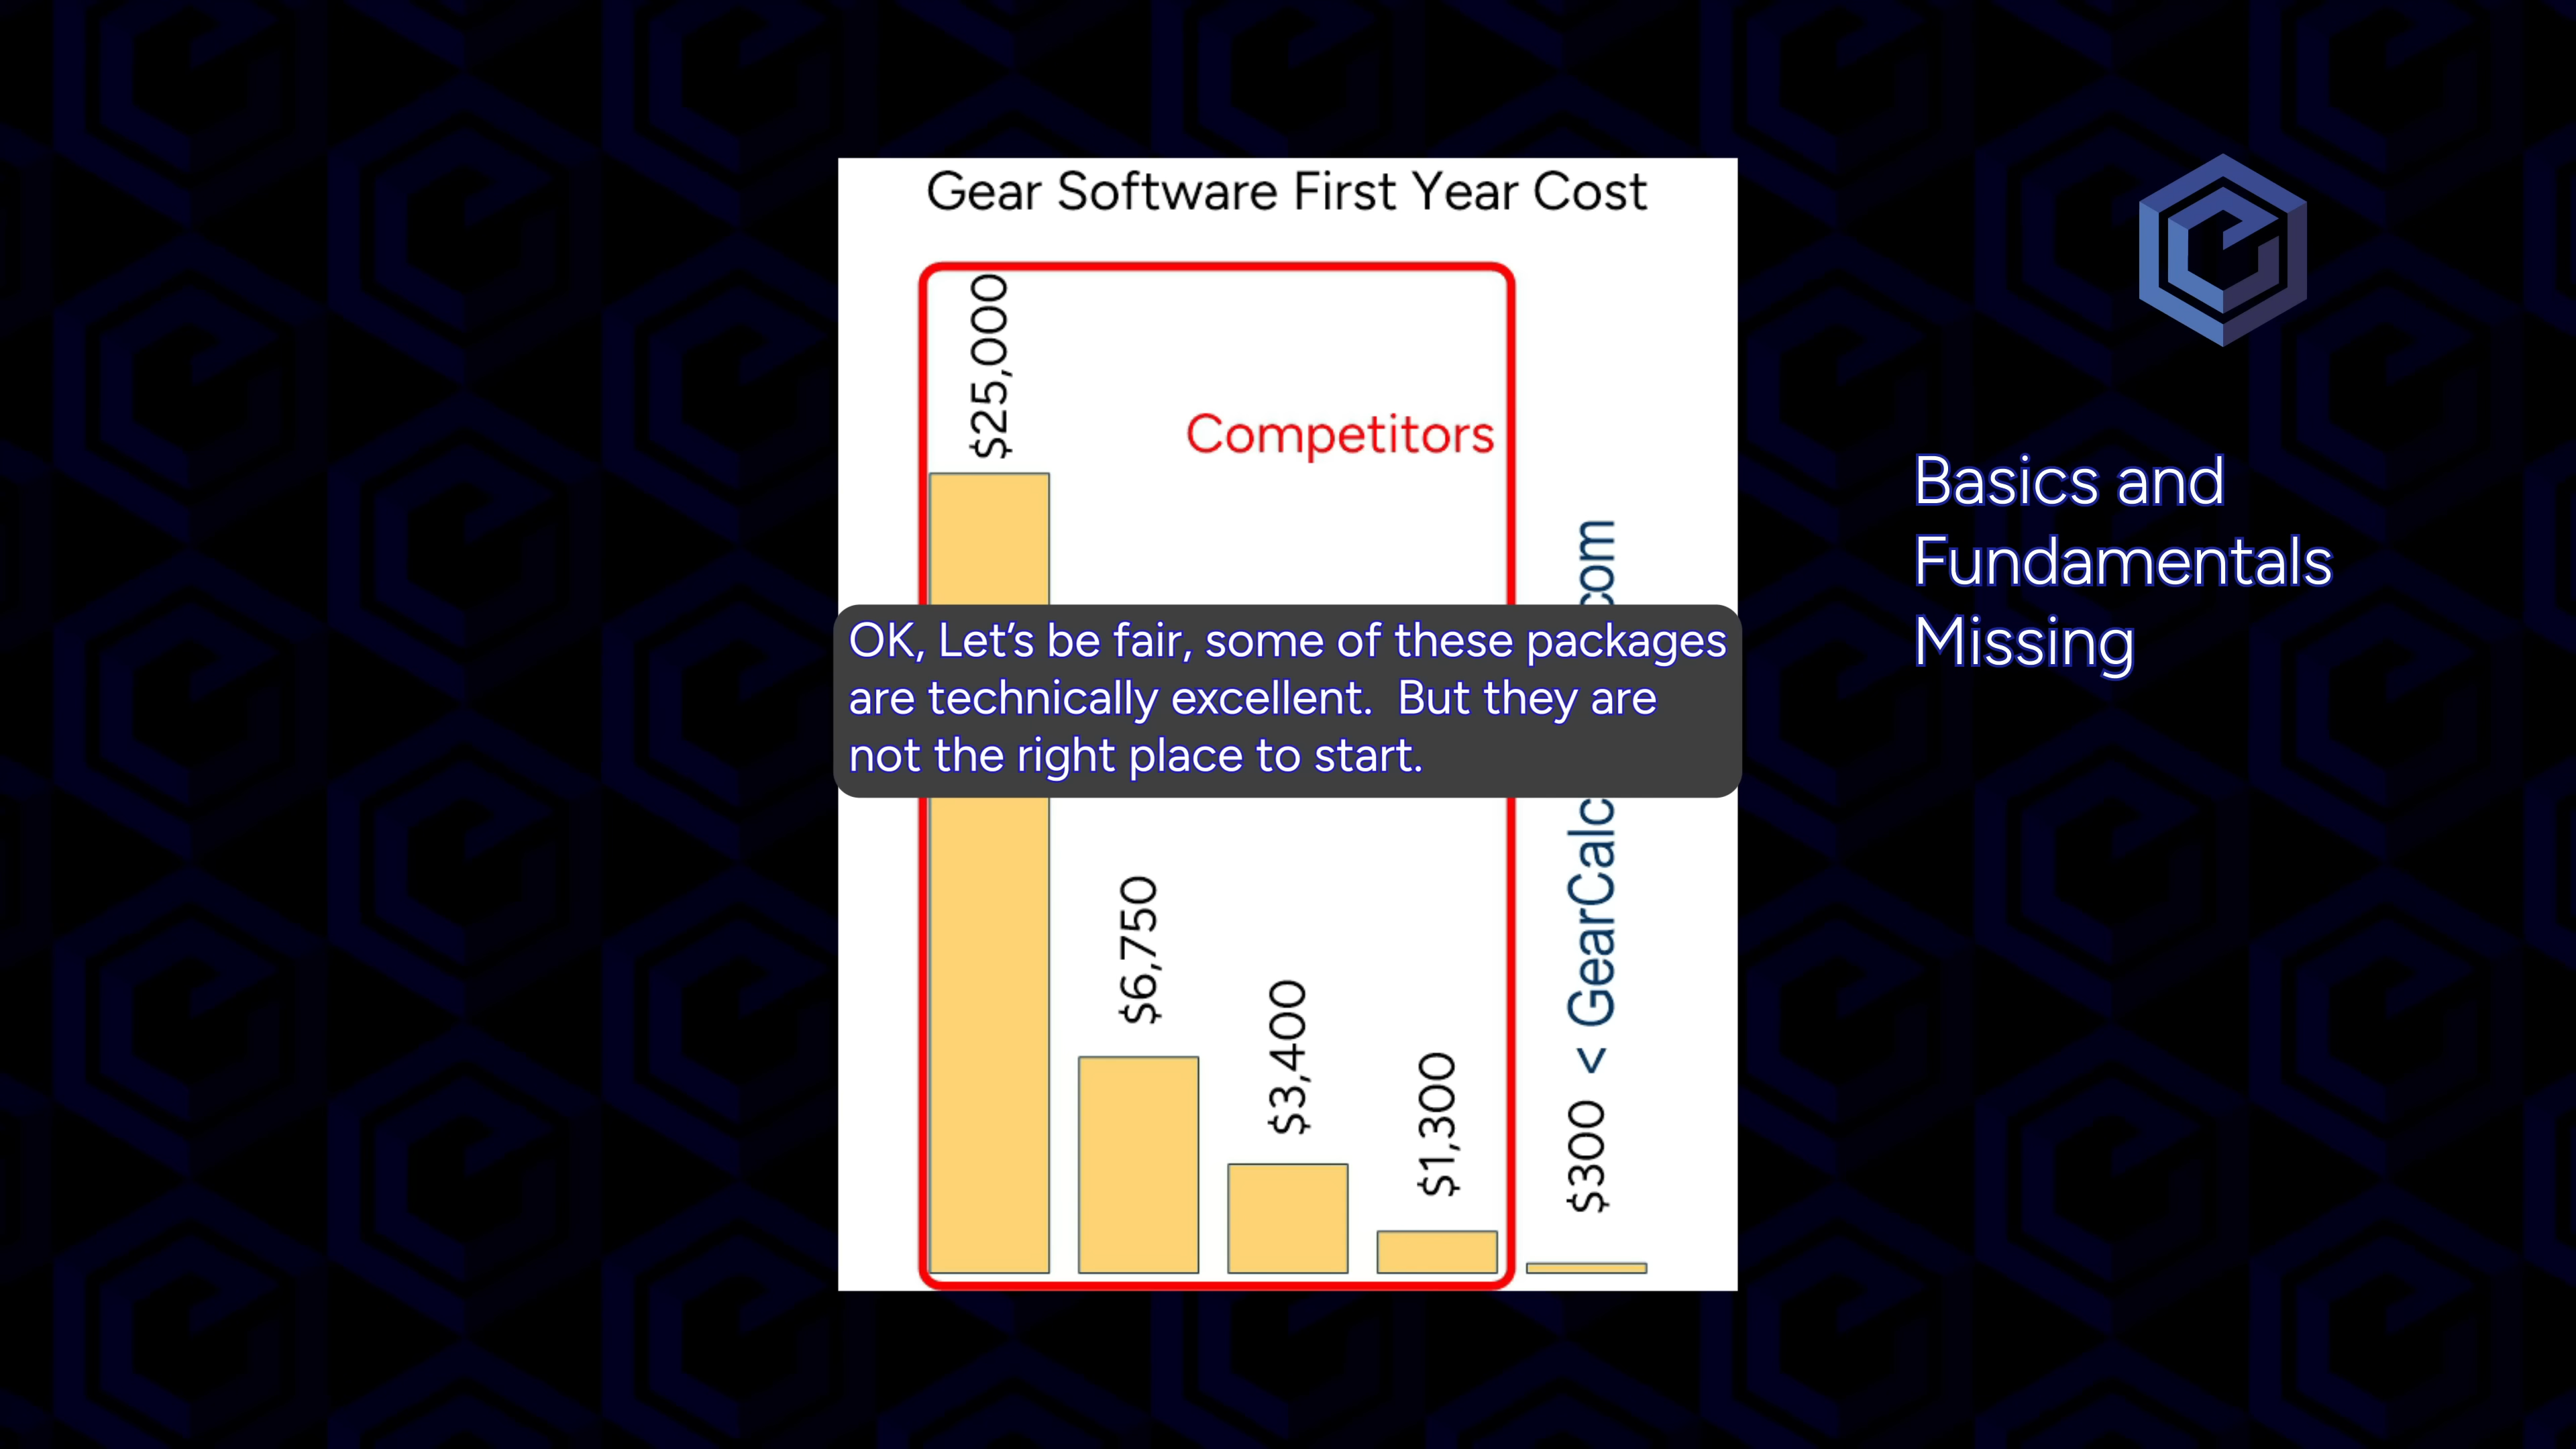 Gear Software First Year Cost
$25,000
Competitors
$6,750
$3,400
$1,300
$300 < GearCalc
com
OK, Let’s be fair, some of these packages
are technically excellent.  But they are
not the right place to start.
Basics and
Fundamentals
Missing